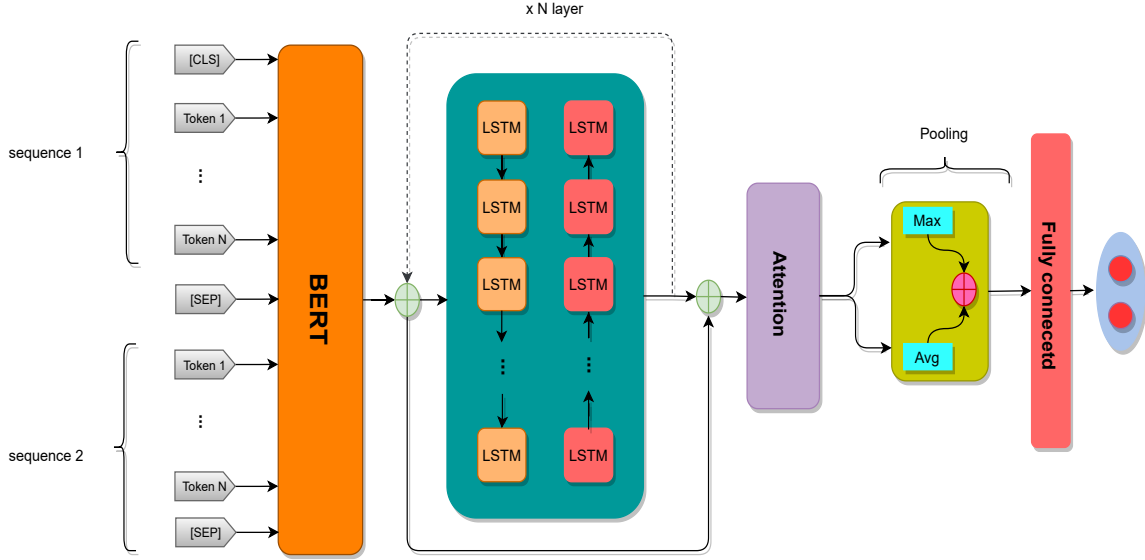 x N layer
sequence 1
[CLS]
Token 1
...
Token N
[SEP]
sequence 2
Token 1
...
Token N
[SEP]
BERT
LSTM
LSTM
LSTM
...
LSTM
LSTM
LSTM
LSTM
...
LSTM
Attention
Pooling
Max
Avg
Fully connecetd